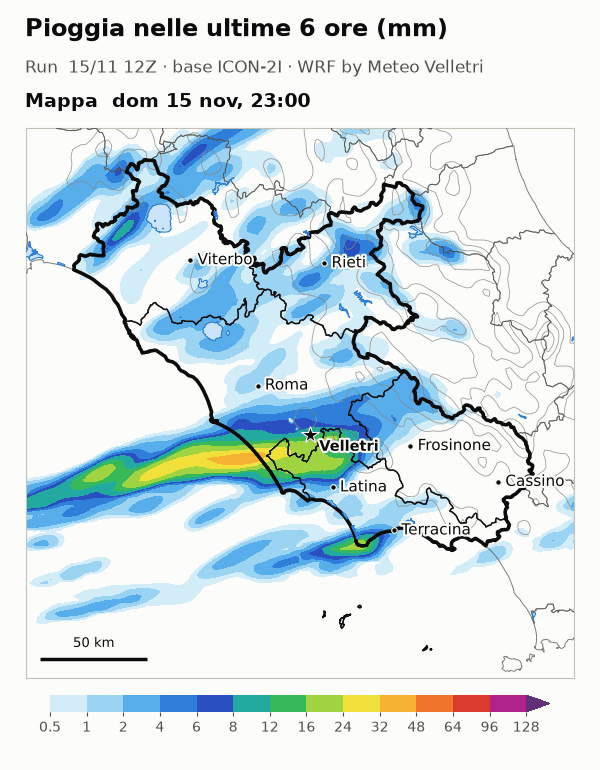 Pioggia nelle ultime 6 ore (mm)
Run 15/11 12Z · base ICON-2I · WRF by Meteo Velletri
Mappa dom 15 nov, 23:00
Viterbo
Rieti
Roma
Velletri
Frosinone
Cassino
Latina
Terracina
50 km
0.5 1 2 4 6 8 12 16 24 32 48 64 96 128